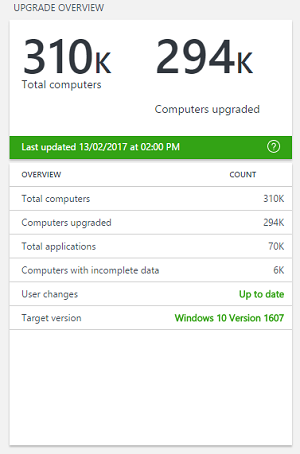 UPGRADE OVERVIEW
310K 294K
Total computers
Computers upgraded
Last updated 13/02/2017 at 02:00 PM ?
OVERVIEW COUNT
Total computers 310K
Computers upgraded 294K
Total applications 70K
Computers with incomplete data 6K
User changes Up to date
Target version Windows 10 Version 1607